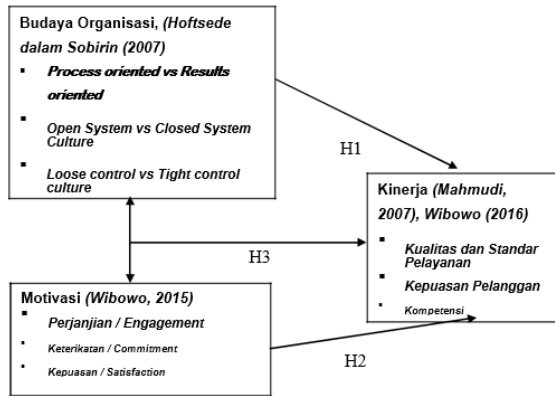 Budaya Organisasi, (Hoftsede
dalam Sobirin (2007)
▪ Process oriented vs Results
oriented
▪ Open System vs Closed System
Culture
▪ Loose control vs Tight control
culture
H1
Kinerja (Mahmudi,
2007), Wibowo (2016)
▪ Kualitas dan Standar
Pelayanan
▪ Kepuasan Pelanggan
▪ Kompetensi
H3
Motivasi (Wibowo, 2015)
▪ Perjanjian / Engagement
▪ Keterikatan / Commitment
▪ Kepuasan / Satisfaction
H2